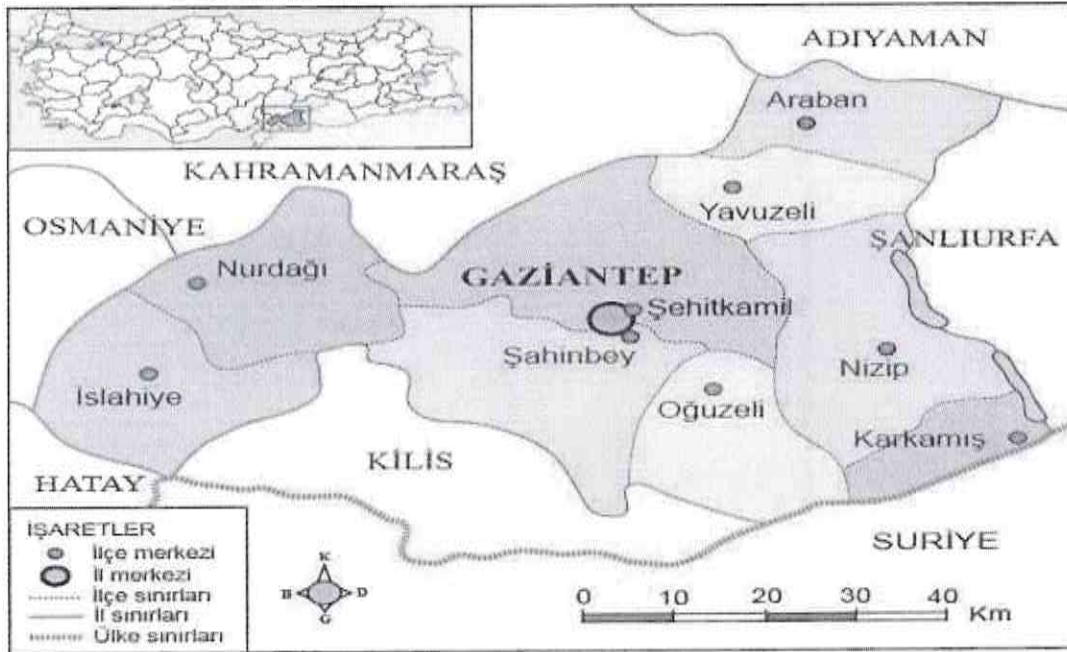 ADIYAMAN
Araban
KAHRAMANMARAŞ
Yavuzeli
OSMANİYE
ŞANLIURFA
Nurdağı
GAZİANTEP
Şehitkamil
Şahinbey
Nizip
İslahiye
Oğuzeli
Karkamış
KİLİS
HATAY
SURİYE
İŞARETLER
İlçe merkezi
İl merkezi
İlçe sınırları
İl sınırları
Ülke sınırları
K
B D
G
0 10 20 30 40
Km